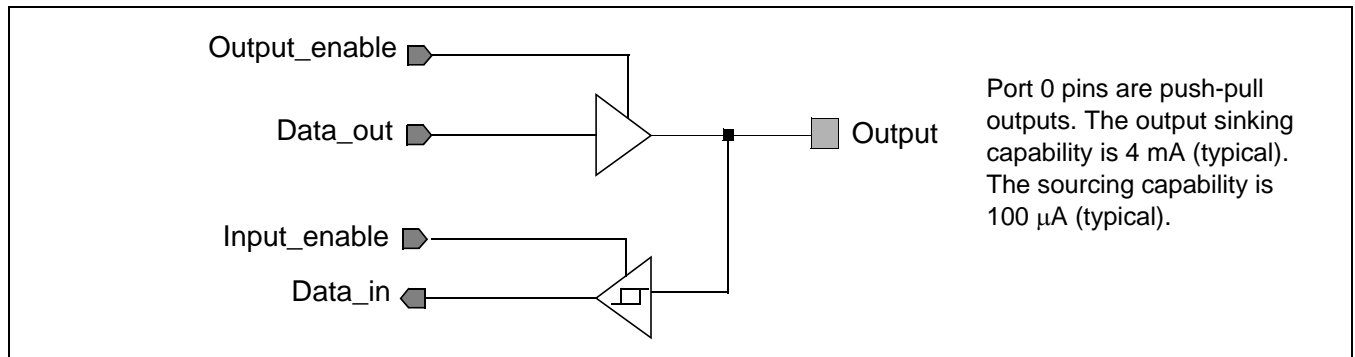 Output_enable
Data_out
Output
Input_enable
Data_in
Port 0 pins are push-pull
outputs. The output sinking
capability is 4 mA (typical).
The sourcing capability is
100 μA (typical).